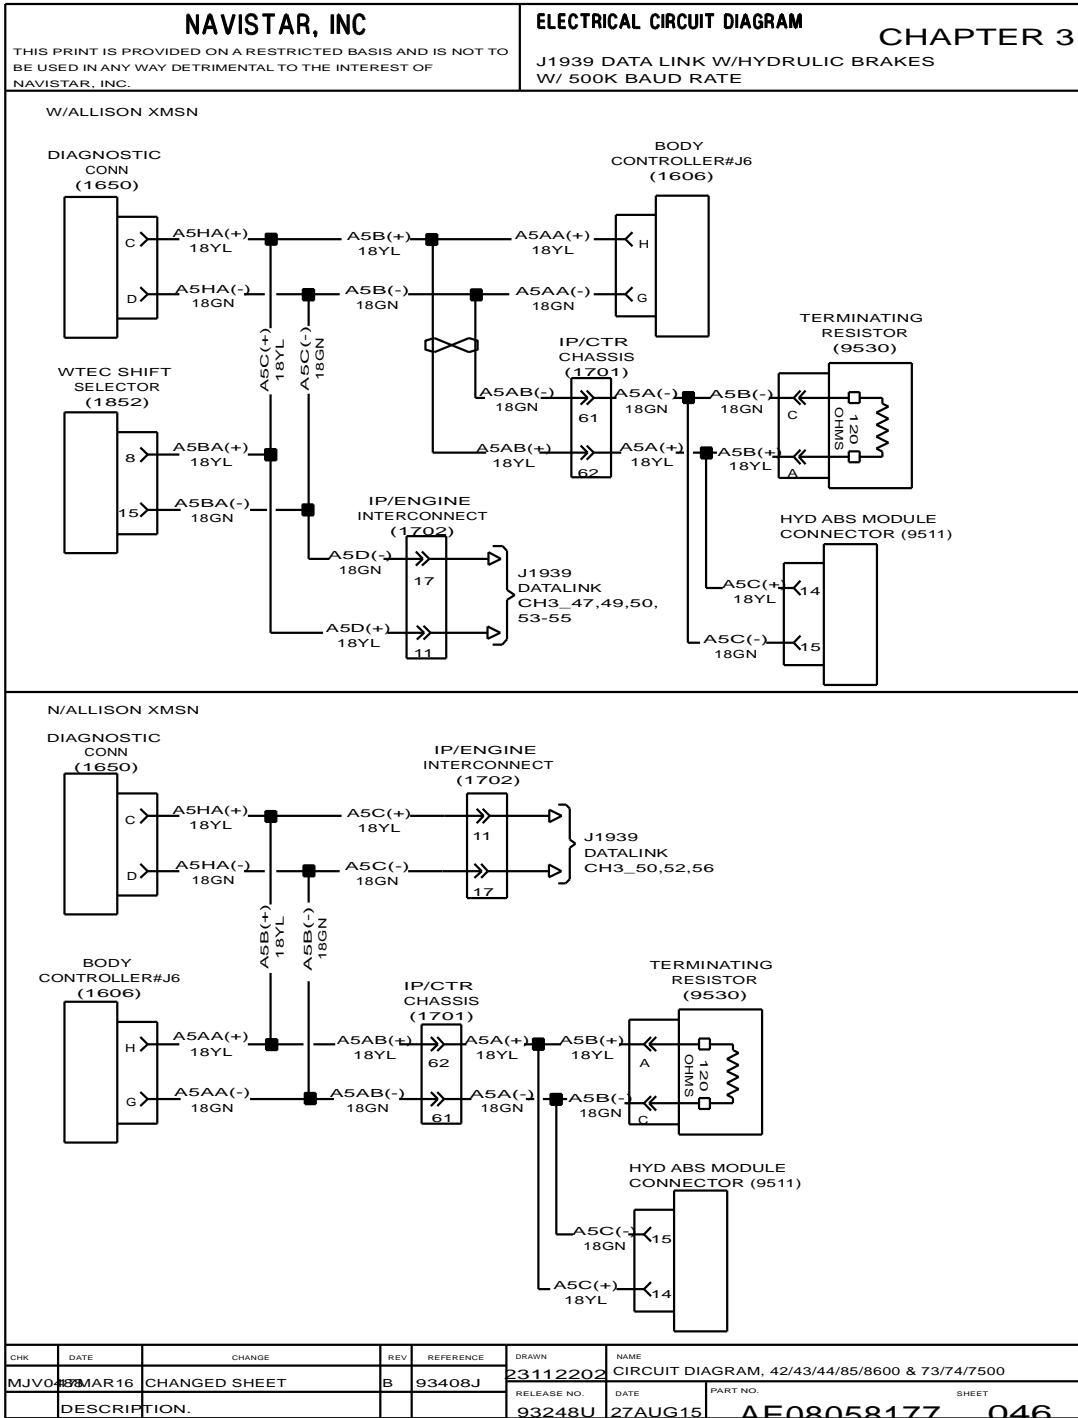 NAVISTAR, INC
THIS PRINT IS PROVIDED ON A RESTRICTED BASIS AND IS NOT TO
BE USED IN ANY WAY DETRIMENTAL TO THE INTEREST OF
NAVISTAR, INC.
ELECTRICAL CIRCUIT DIAGRAM
CHAPTER 3
J1939 DATA LINK W/HYDRULIC BRAKES
W/ 500K BAUD RATE
W/ALLISON XMSN
DIAGNOSTIC
CONN
(1650)
C
D
A5HA(+)
18YL
A5HA(-)
18GN
A5B(+)
18YL
A5B(-)
18GN
A5AA(+)
18YL
A5AA(-)
18GN
BODY
CONTROLLER#J6
(1606)
H
G
A5C(+)
18YL
A5C(-)
18GN
WTEC SHIFT
SELECTOR
(1852)
8
15
A5BA(+)
18YL
A5BA(-)
18GN
IP/CTR
CHASSIS
(1701)
A5AB(-)
18GN
61
A5AB(+)
18YL
62
A5A(-)
18GN
A5A(+)
18YL
A5B(-)
18GN
A5B(+)
18YL
TERMINATING
RESISTOR
(9530)
C
A
120
OHMS
IP/ENGINE
INTERCONNECT
(1702)
A5D(-)
18GN
17
A5D(+)
18YL
11
J1939
DATALINK
CH3_47,49,50,
53-55
HYD ABS MODULE
CONNECTOR (9511)
A5C(+)
18YL
14
A5C(-)
18GN
15
N/ALLISON XMSN
DIAGNOSTIC
CONN
(1650)
C
D
A5HA(+)
18YL
A5HA(-)
18GN
A5C(+)
18YL
A5C(-)
18GN
IP/ENGINE
INTERCONNECT
(1702)
11
17
J1939
DATALINK
CH3_50,52,56
A5B(+)
18YL
A5B(-)
18GN
BODY
CONTROLLER#J6
(1606)
H
G
A5AA(+)
18YL
A5AA(-)
18GN
IP/CTR
CHASSIS
(1701)
A5AB(+)
18YL
62
A5AB(-)
18GN
61
A5A(+)
18YL
A5A(-)
18GN
A5B(+)
18YL
A5B(-)
18GN
TERMINATING
RESISTOR
(9530)
A
C
120
OHMS
HYD ABS MODULE
CONNECTOR (9511)
A5C(-)
18GN
15
A5C(+)
18YL
14
CHK DATE CHANGE REV REFERENCE
MAR16 CHANGED SHEET B 93408J
DESCRIPTION.
DRAWN
23112202
NAME
CIRCUIT DIAGRAM, 42/43/44/85/8600 & 73/74/7500
RELEASE NO.
93248U
DATE
27AUG15
PART NO.
AE08058177
SHEET
046